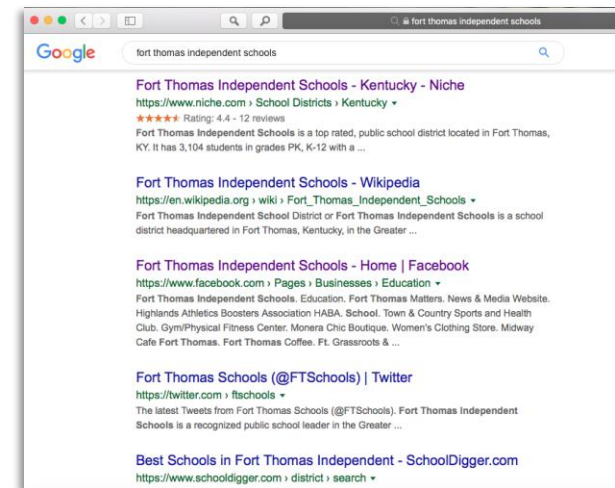 fort thomas independent schools
Google
fort thomas independent schools
Fort Thomas Independent Schools - Kentucky - Niche
https://www.niche.com › School Districts › Kentucky
Rating: 4.4 - 12 reviews
Fort Thomas Independent Schools is a top rated, public school district located in Fort Thomas,
KY. It has 3,104 students in grades PK, K-12 with a ...
Fort Thomas Independent Schools - Wikipedia
https://en.wikipedia.org › wiki › Fort_Thomas_Independent_Schools
Fort Thomas Independent School District or Fort Thomas Independent Schools is a school
district headquartered in Fort Thomas, Kentucky, in the Greater ...
Fort Thomas Independent Schools - Home | Facebook
https://www.facebook.com › Pages › Businesses › Education
Fort Thomas Independent Schools. Education. Fort Thomas Matters. News & Media Website.
Highlands Athletics Boosters Association HABA. School. Town & Country Sports and Health
Club. Gym/Physical Fitness Center. Monera Chic Boutique. Women's Clothing Store. Midway
Cafe Fort Thomas. Fort Thomas Coffee. Ft. Grassroots & ...
Fort Thomas Schools (@FTSchools) | Twitter
https://twitter.com › ftschools
The latest Tweets from Fort Thomas Schools (@FTSchools). Fort Thomas Independent
Schools is a recognized public school leader in the Greater ...
Best Schools in Fort Thomas Independent - SchoolDigger.com
https://www.schooldigger.com › district › search